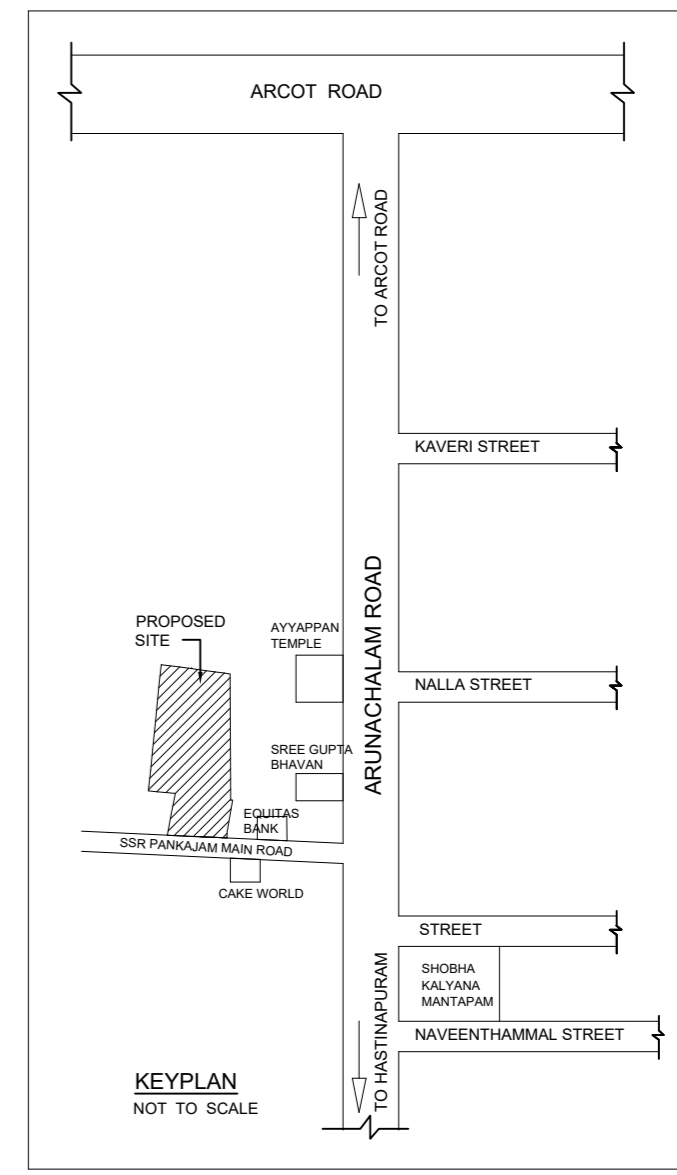 ARCOT ROAD
TO ARCOT ROAD
KAVERI STREET
ARUNACHALAM ROAD
PROPOSED
SITE
AYYAPPAN
TEMPLE
NALLA STREET
SREE GUPTA
BHAVAN
EQUITAS
BANK
SSR PANKAJAM MAIN ROAD
CAKE WORLD
STREET
SHOBHA
KALYANA
MANTAPAM
TO HASTINAPURAM
NAVEENTHAMMAL STREET
KEYPLAN
NOT TO SCALE